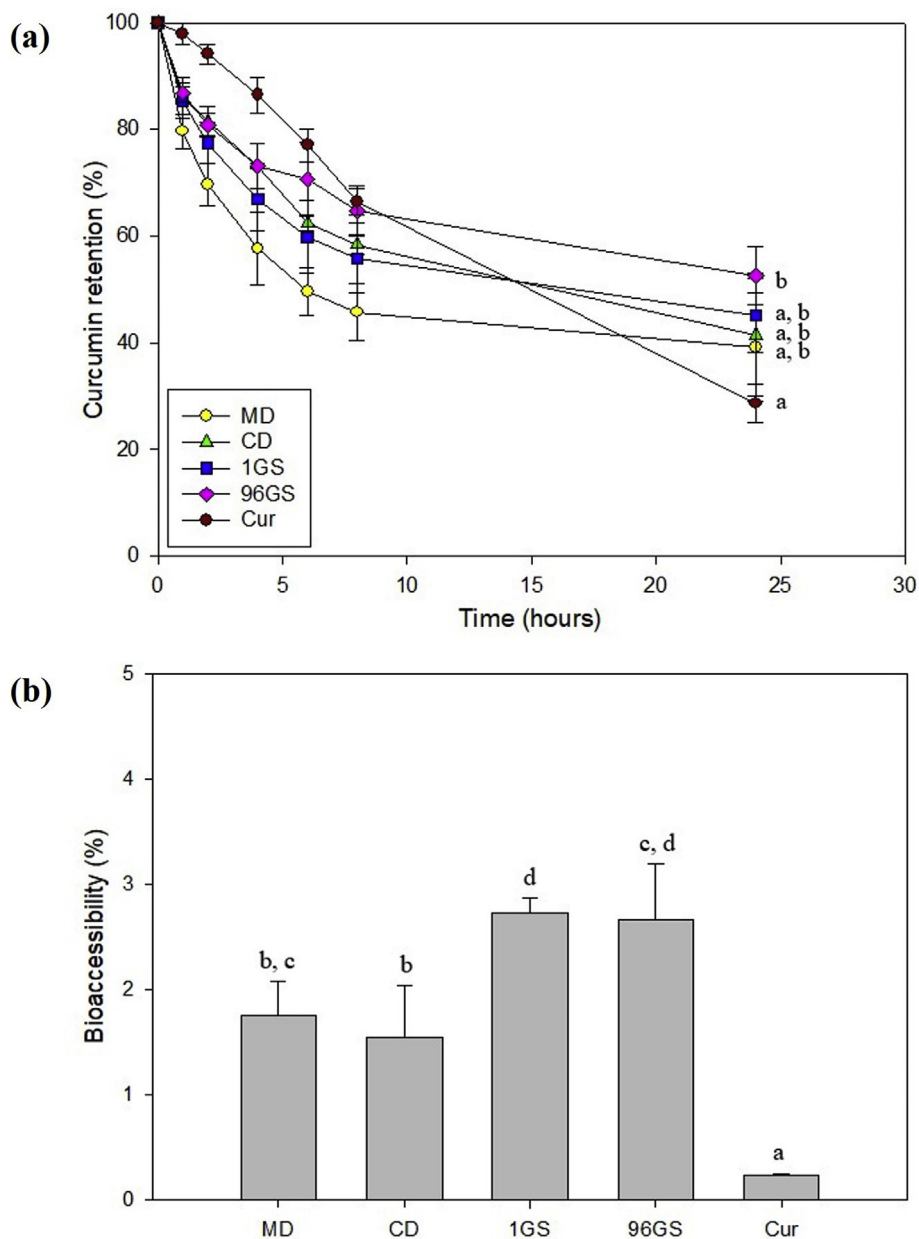 (a)
100
80
60
40
20
0
Curcumin retention (%)
b
a, b
a, b
a, b
a
MD
CD
1GS
96GS
Cur
0 5 10 15 20 25 30
Time (hours)
(b)
5
4
3
2
1
0
Bioaccessibility (%)
b, c
b
d
c, d
a
MD CD 1GS 96GS Cur